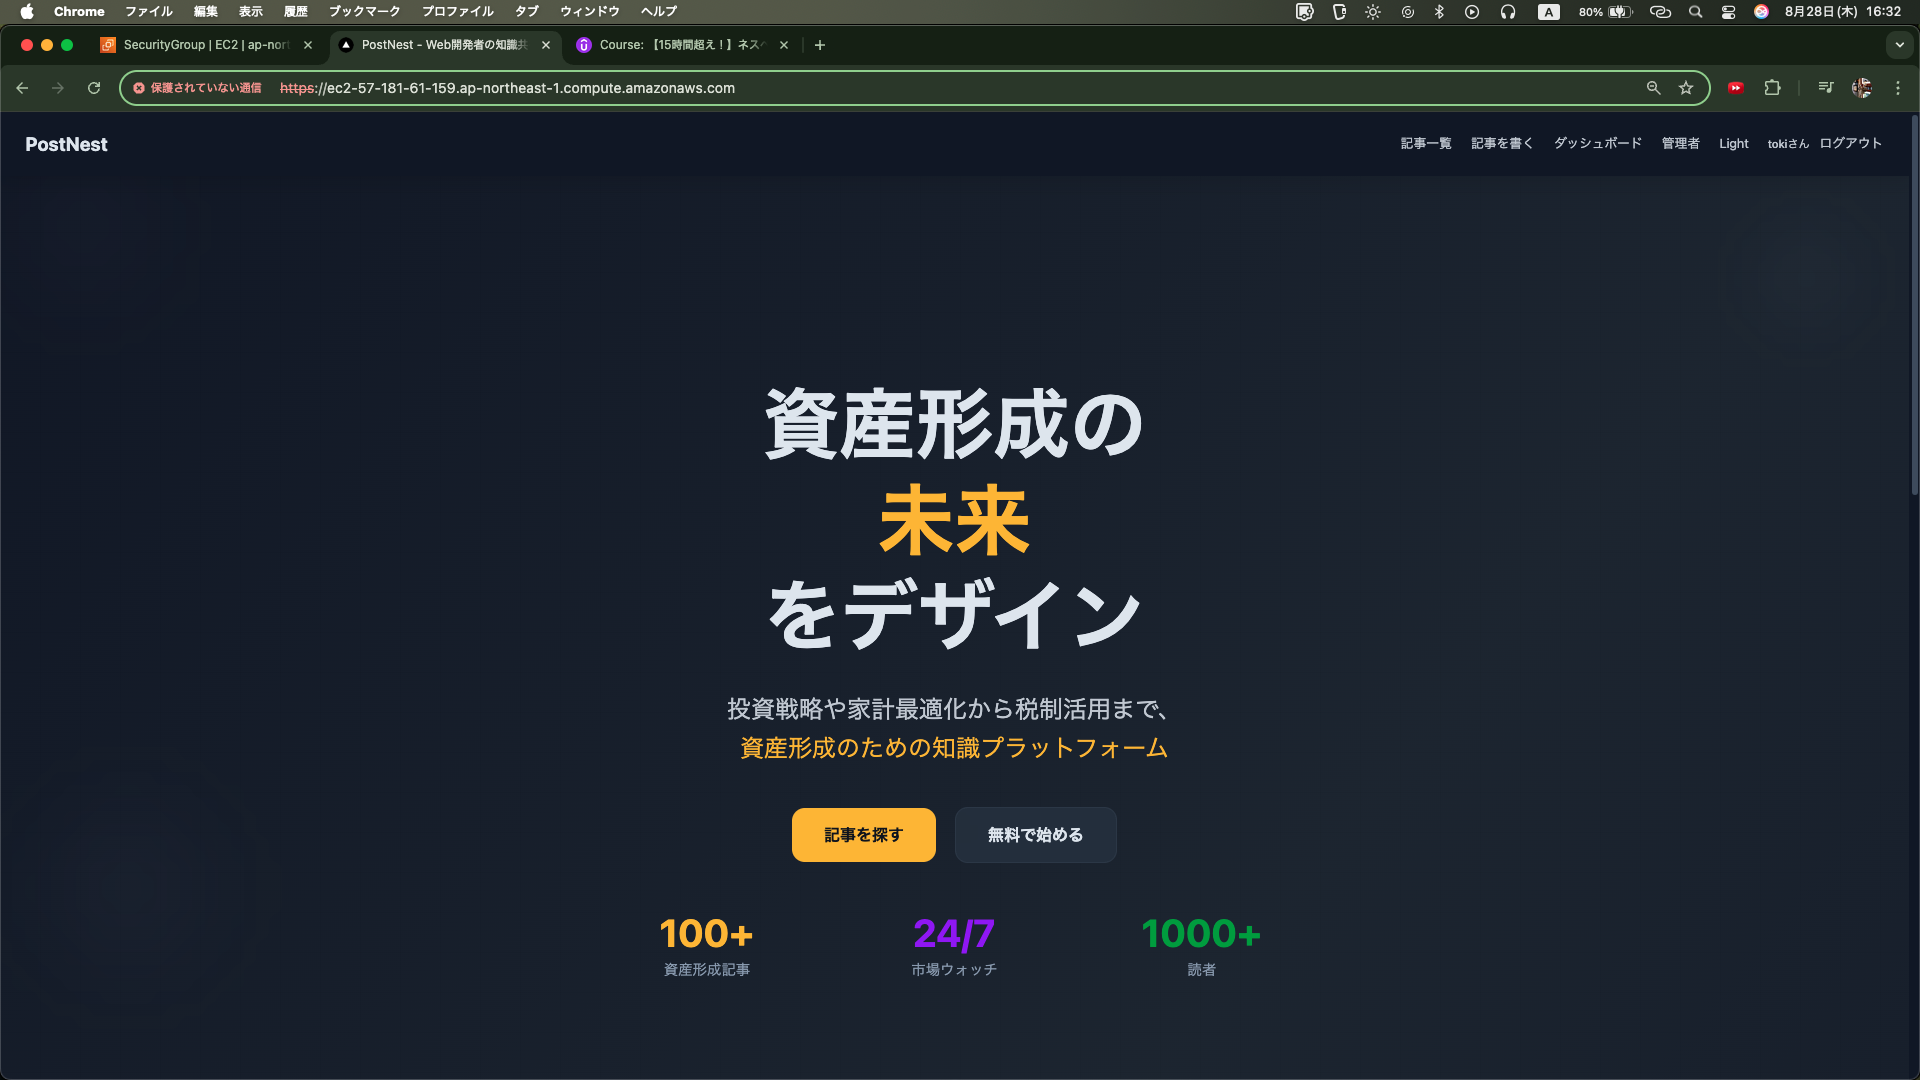 Chrome ファイル 編集 表示 履歴 ブックマーク プロファイル タブ ウィンドウ ヘルプ A 80% 8月28日(木) 16:32
SecurityGroup | EC2 | ap-nort PostNest - Web開発者の知識共 Course: 【15時間超え！】ネス
保護されていない通信 https://ec2-57-181-61-159.ap-northeast-1.compute.amazonaws.com
PostNest 記事一覧 記事を書く ダッシュボード 管理者 Light tokiさん ログアウト
資産形成の
未来
をデザイン
投資戦略や家計最適化から税制活用まで、
資産形成のための知識プラットフォーム
記事を探す 無料で始める
100+ 24/7 1000+
資産形成記事 市場ウォッチ 読者